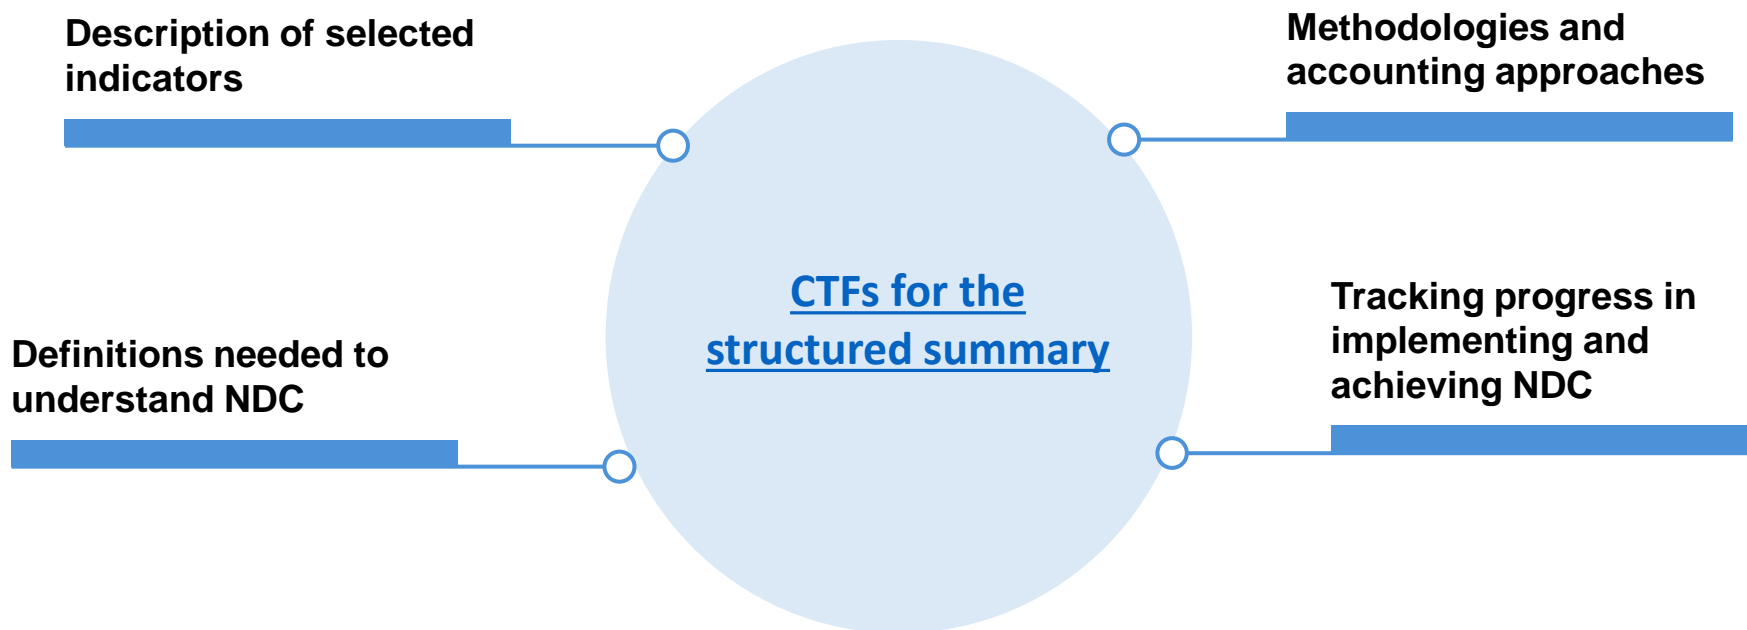 Description of selected
indicators
Methodologies and
accounting approaches
CTFs for the
structured summary
Definitions needed to
understand NDC
Tracking progress in
implementing and
achieving NDC